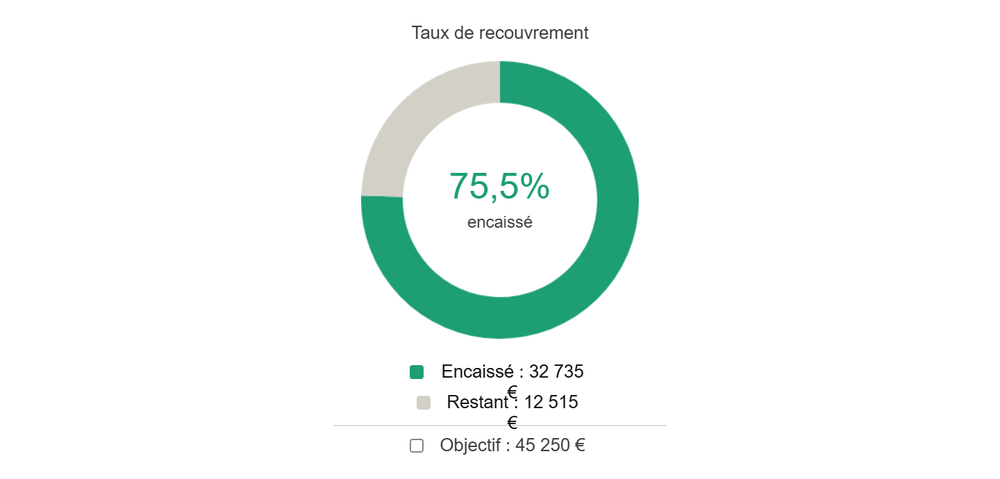 Taux de recouvrement
75,5%
encaissé
Encaissé : 32 735
€
Restant : 12 515
€
Objectif : 45 250 €